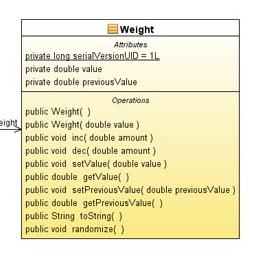 Weight
Attributes
private long serialVersionUID = 1L
private double value
private double previousValue
Operations
public Weight( )
public Weight( double value )
public void inc( double amount )
public void dec( double amount )
public void setValue( double value )
public double getValue( )
public void setPreviousValue( double previousValue )
public double getPreviousValue( )
public String toString( )
public void randomize( )
eight